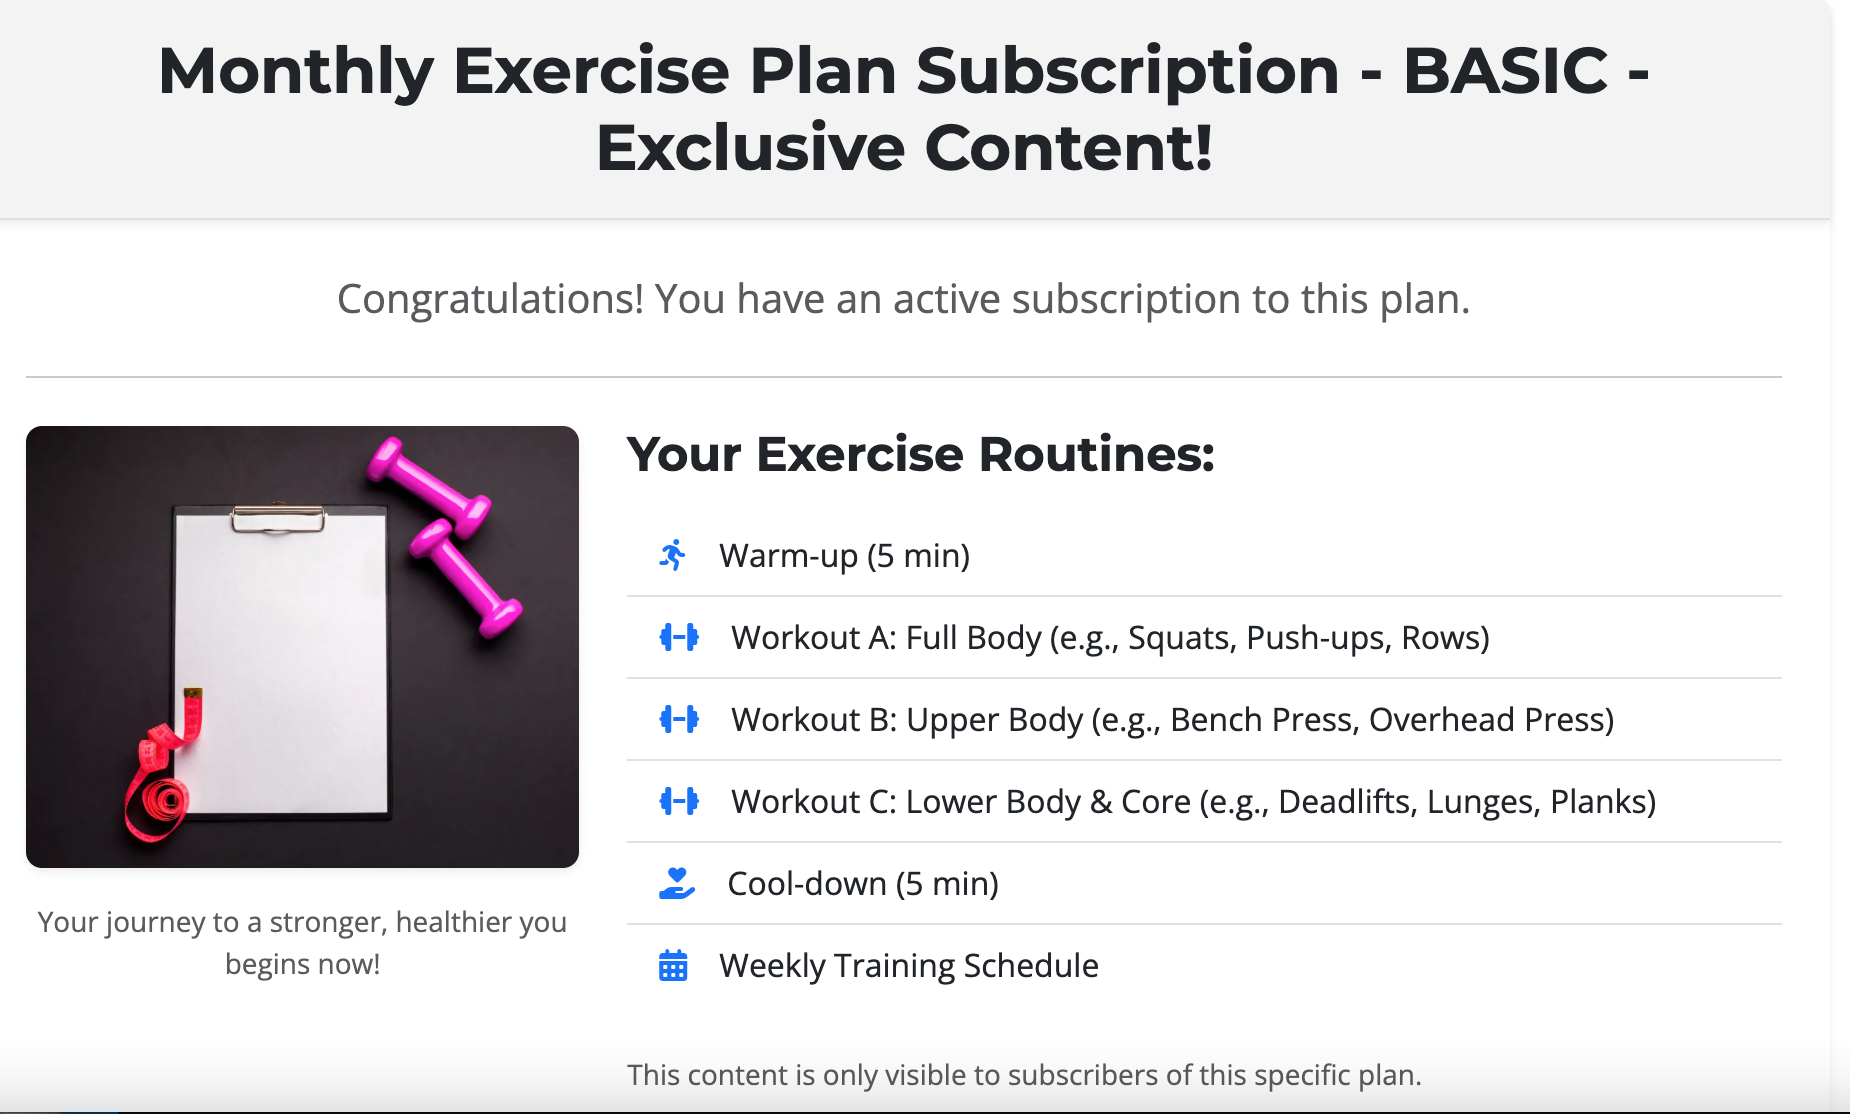 Monthly Exercise Plan Subscription - BASIC -
Exclusive Content!
Congratulations! You have an active subscription to this plan.
Your journey to a stronger, healthier you
begins now!
Your Exercise Routines:
Warm-up (5 min)
Workout A: Full Body (e.g., Squats, Push-ups, Rows)
Workout B: Upper Body (e.g., Bench Press, Overhead Press)
Workout C: Lower Body & Core (e.g., Deadlifts, Lunges, Planks)
Cool-down (5 min)
Weekly Training Schedule
This content is only visible to subscribers of this specific plan.